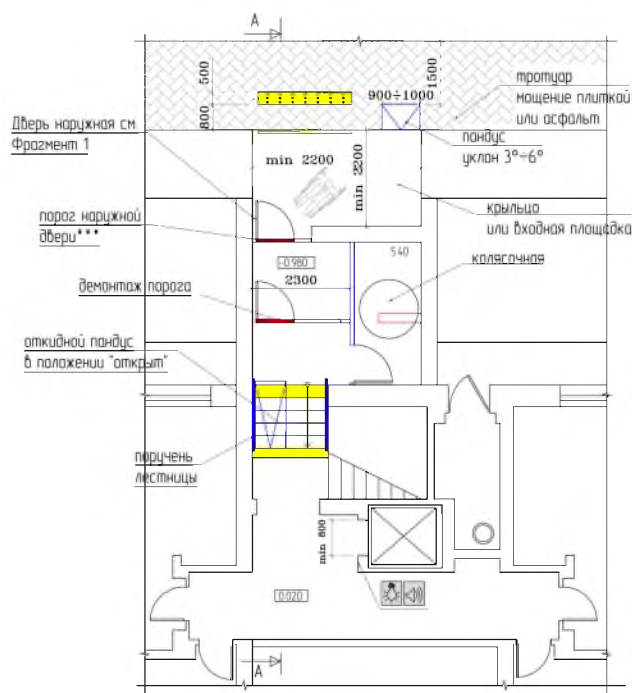 А
500
800
900÷1000
1500
тротуар
мощение плиткой
или асфальт
Дверь наружная см
Фрагмент 1
пандус
уклон 3°÷6°
min 2200
min 2200
крыльцо
или входная площадка
порог наружной
двери***
-0.980
2300
540
колясочная
демонтаж порога
откидной пандус
в положении "открыт"
поручень
лестницы
min 800
0.020
А